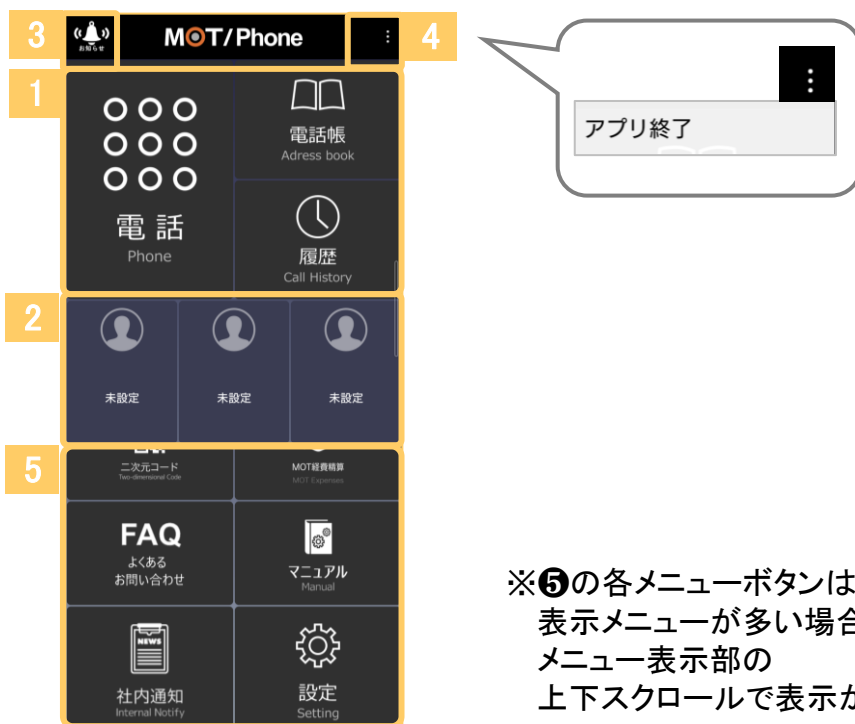 3
お知らせ
MOT/Phone
4
アプリ終了
1
電話
Phone
電話帳
Adress book
履歴
Call History
2
未設定
未設定
未設定
5
二次元コード
Two-dimensional Code
MOT経費精算
MOT Expenses
FAQ
よくある
お問い合わせ
マニュアル
Manual
NEWS
社内通知
Internal Notify
設定
Setting
※❺の各メニューボタンは
表示メニューが多い場合
メニュー表示部の
上下スクロールで表示が